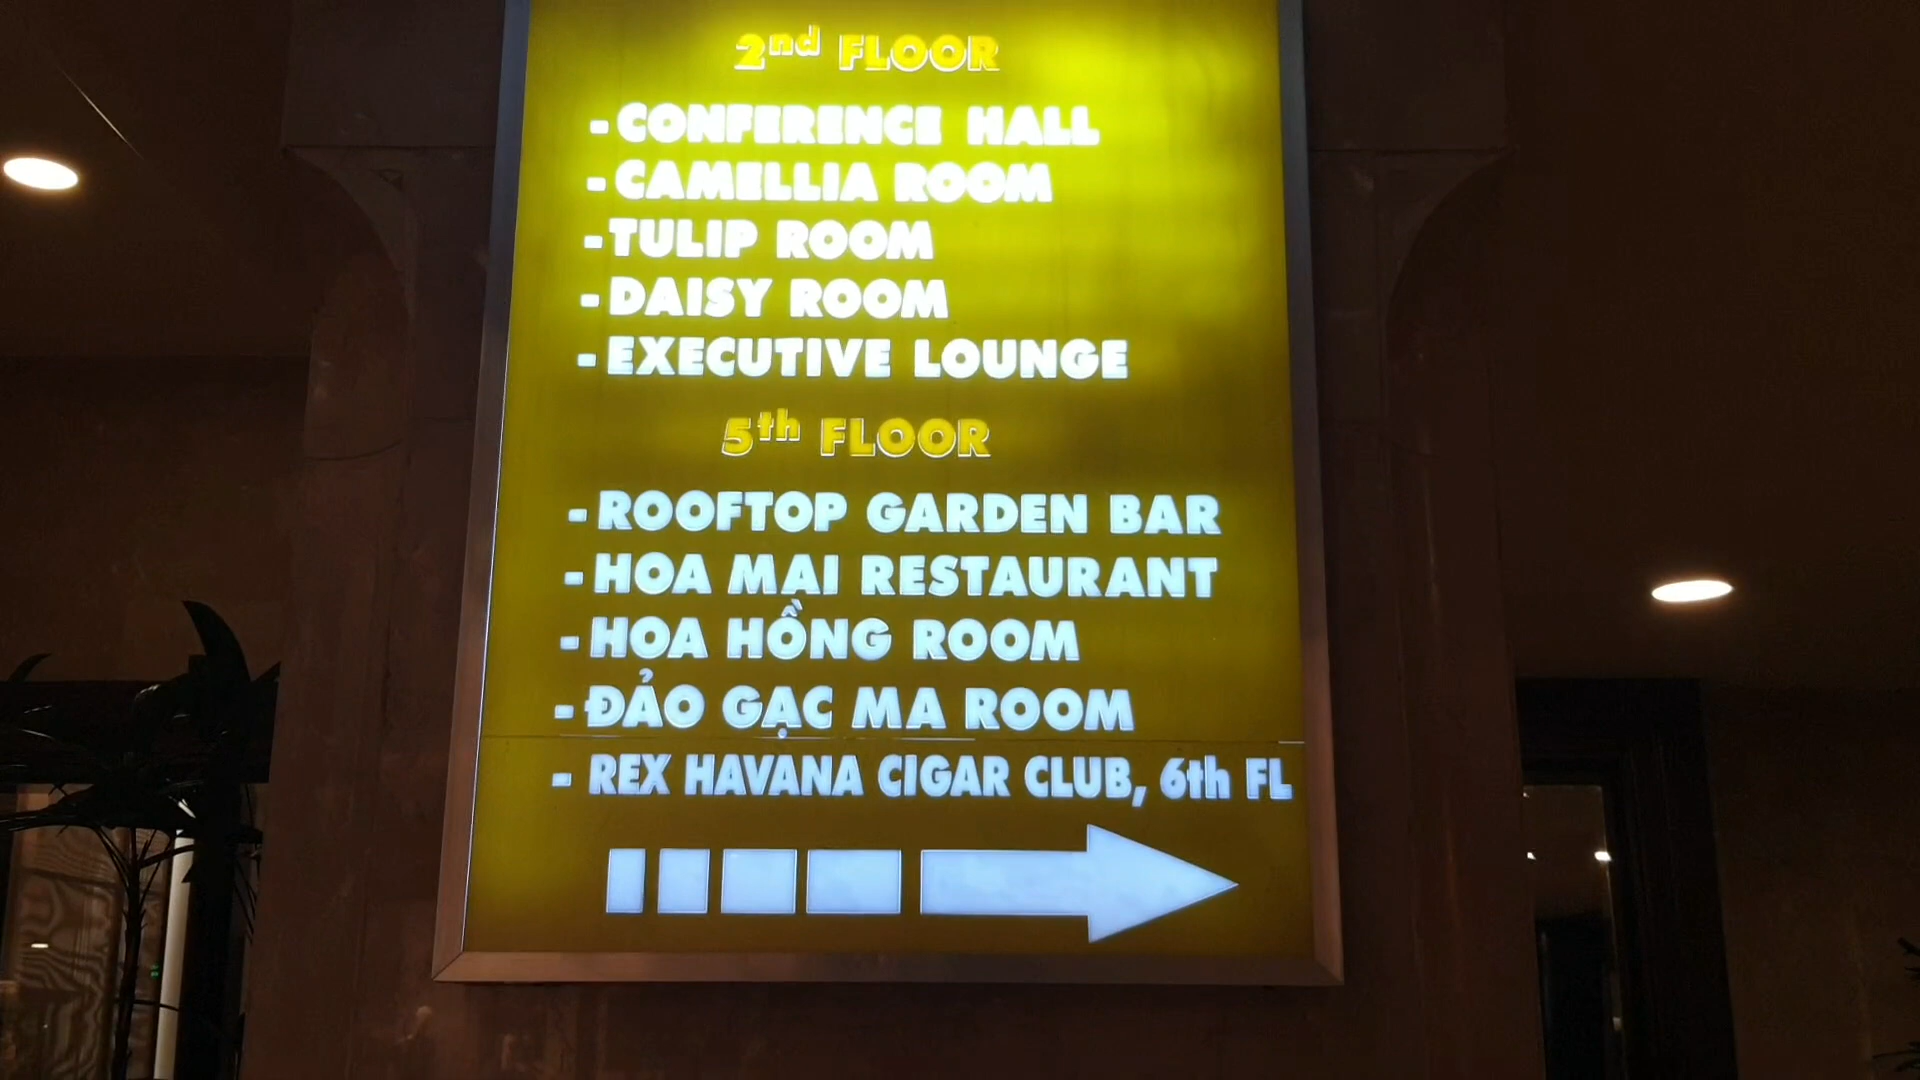 2nd FLOOR
- CONFERENCE HALL
- CAMELLIA ROOM
- TULIP ROOM
- DAISY ROOM
- EXECUTIVE LOUNGE
5th FLOOR
- ROOFTOP GARDEN BAR
- HOA MAI RESTAURANT
- HOA HỒNG ROOM
- ĐẢO GẠC MA ROOM
- REX HAVANA CIGAR CLUB, 6th FL